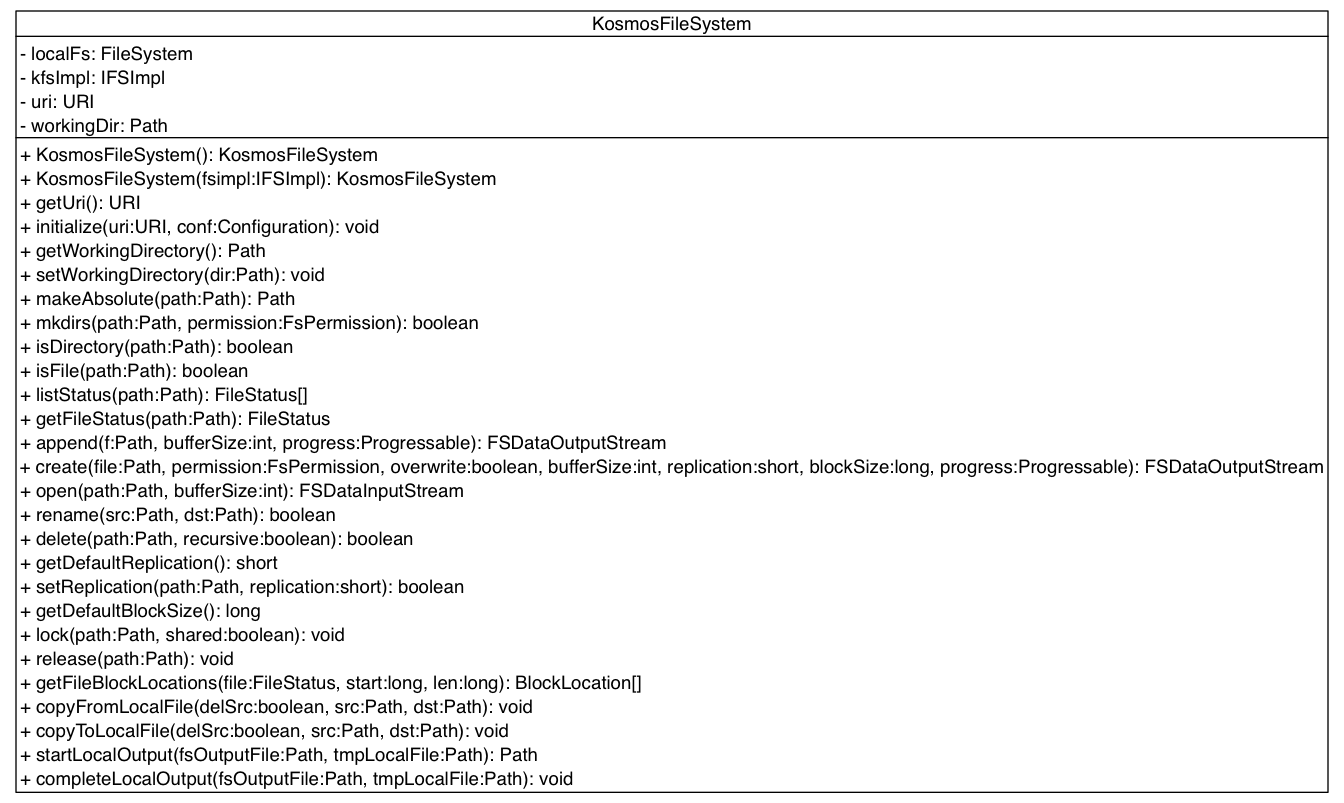 KosmosFileSystem
- localFs: FileSystem
- kfsImpl: IFSImpl
- uri: URI
- workingDir: Path
+ KosmosFileSystem(): KosmosFileSystem
+ KosmosFileSystem(fsimpl:IFSImpl): KosmosFileSystem
+ getUri(): URI
+ initialize(uri:URI, conf:Configuration): void
+ getWorkingDirectory(): Path
+ setWorkingDirectory(dir:Path): void
+ makeAbsolute(path:Path): Path
+ mkdirs(path:Path, permission:FsPermission): boolean
+ isDirectory(path:Path): boolean
+ isFile(path:Path): boolean
+ listStatus(path:Path): FileStatus[]
+ getFileStatus(path:Path): FileStatus
+ append(f:Path, bufferSize:int, progress:Progressable): FSDataOutputStream
+ create(file:Path, permission:FsPermission, overwrite:boolean, bufferSize:int, replication:short, blockSize:long, progress:Progressable): FSDataOutputStream
+ open(path:Path, bufferSize:int): FSDataInputStream
+ rename(src:Path, dst:Path): boolean
+ delete(path:Path, recursive:boolean): boolean
+ getDefaultReplication(): short
+ setReplication(path:Path, replication:short): boolean
+ getDefaultBlockSize(): long
+ lock(path:Path, shared:boolean): void
+ release(path:Path): void
+ getFileBlockLocations(file:FileStatus, start:long, len:long): BlockLocation[]
+ copyFromLocalFile(delSrc:boolean, src:Path, dst:Path): void
+ copyToLocalFile(delSrc:boolean, src:Path, dst:Path): void
+ startLocalOutput(fsOutputFile:Path, tmpLocalFile:Path): Path
+ completeLocalOutput(fsOutputFile:Path, tmpLocalFile:Path): void